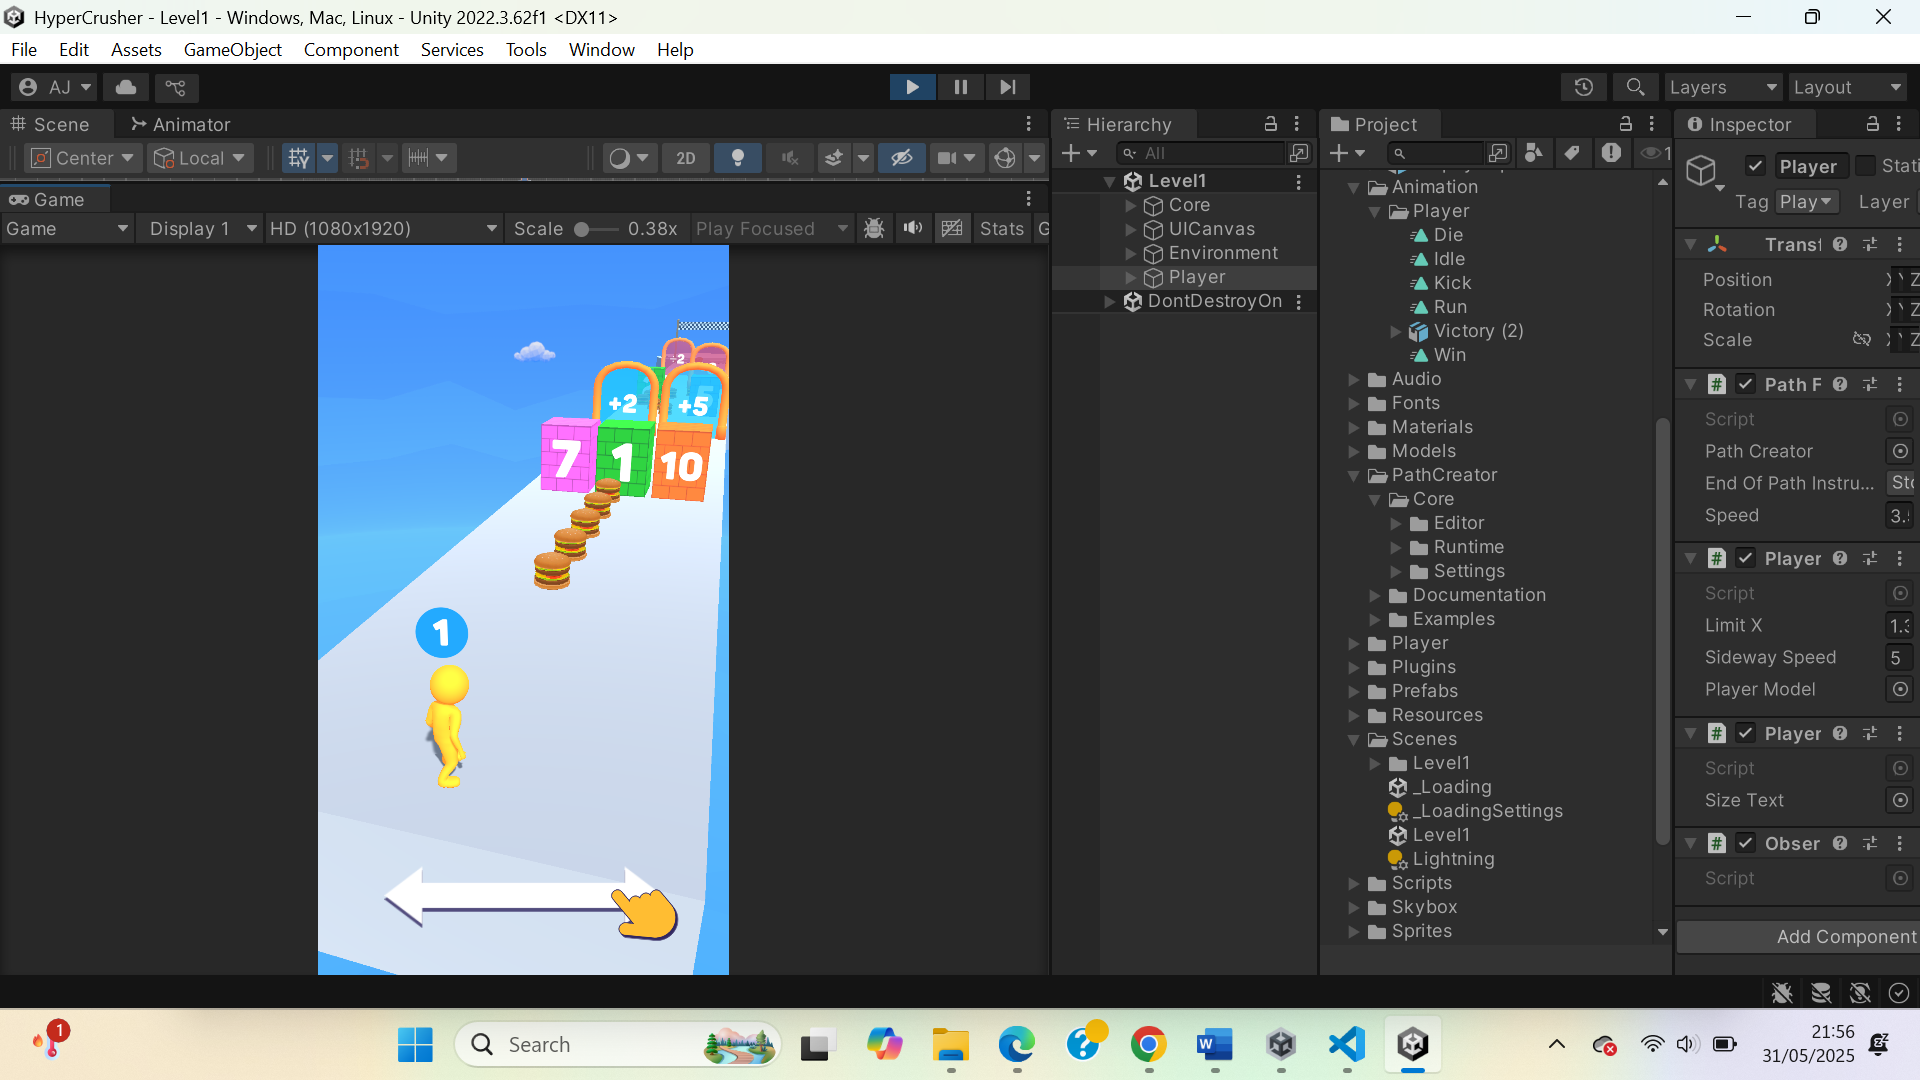 HyperCrusher - Level1 - Windows, Mac, Linux - Unity 2022.3.62f1 <DX11>
File Edit Assets GameObject Component Services Tools Window Help
AJ Layers Layout
Scene Animator Hierarchy Project Inspector
Center Local 2D All 1 Player Stati
Game Level1 Animation Tag Play Layer
Core Player
Game Display 1 HD (1080x1920) Scale 0.38x Play Focused Stats G UICanvas Die Transf
Environment Idle
Player Kick Position X Y Z
DontDestroyOn Run Rotation X Y Z
Victory (2) Scale X Y Z
Win
÷2
Audio Path F
+2 +5 Fonts Script
Materials
7 1 10 Models Path Creator
PathCreator End Of Path Instru... Sto
Core Speed 3.
Editor
Runtime Player
Settings Script
Documentation
Examples Limit X 1.3
1 Player Sideway Speed 5
Plugins
Prefabs Player Model
Resources Player
Scenes
Level1 Script
_Loading Size Text
_LoadingSettings
Level1 Obser
Lightning
Scripts Script
Skybox
Sprites Add Component
1 Search W 21:56
31/05/2025